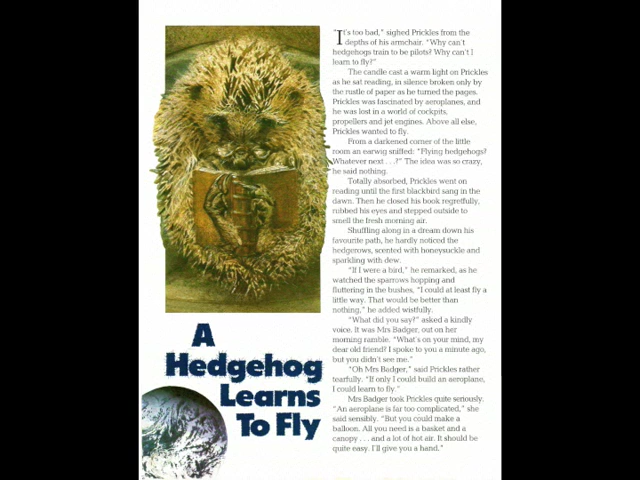 A
Hedgehog
Learns
To Fly
"It's too bad," sighed Prickles from the
depths of his armchair. "Why can't
hedgehogs train to be pilots? Why can't I
learn to fly?"
The candle cast a warm light on Prickles
as he sat reading, in silence broken only by
the rustle of paper as he turned the pages.
Prickles was fascinated by aeroplanes, and
he was lost in a world of cockpits,
propellers and jet engines. Above all else,
Prickles wanted to fly.
From a darkened corner of the little
room an earwig sniffed: "Flying hedgehogs?
Whatever next . . .?" The idea was so crazy,
he said nothing.
Totally absorbed, Prickles went on
reading until the first blackbird sang in the
dawn. Then he closed his book regretfully,
rubbed his eyes and stepped outside to
smell the fresh morning air.
Shuffling along in a dream down his
favourite path, he hardly noticed the
hedgerows, scented with honeysuckle and
sparkling with dew.
"If I were a bird," he remarked, as he
watched the sparrows hopping and
fluttering in the bushes, "I could at least fly a
little way. That would be better than
nothing," he added wistfully.
"What did you say?" asked a kindly
voice. It was Mrs Badger, out on her
morning ramble. "What's on your mind, my
dear old friend? I spoke to you a minute ago,
but you didn't see me."
"Oh Mrs Badger," said Prickles rather
tearfully. "If only I could build an aeroplane,
I could learn to fly."
Mrs Badger took Prickles quite seriously.
"An aeroplane is far too complicated," she
said sensibly. "But you could make a
balloon. All you need is a basket and a
canopy . . . and a lot of hot air. It should be
quite easy. I'll give you a hand."